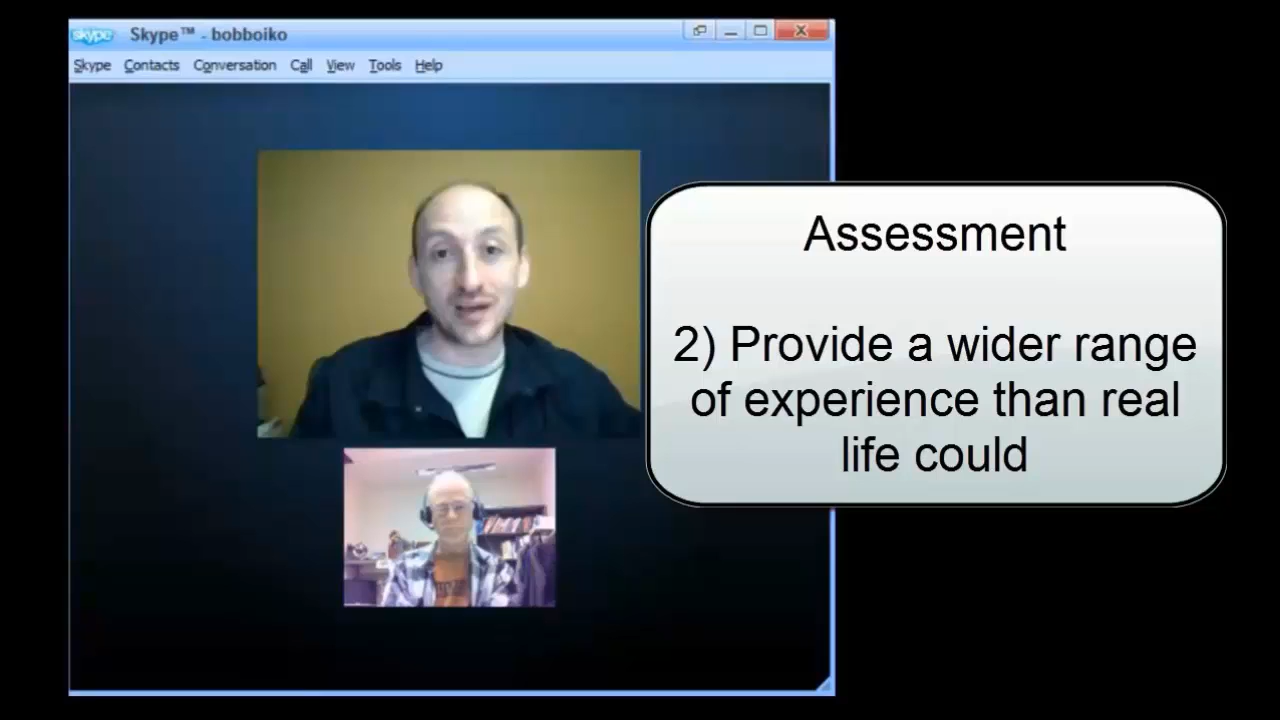 skype Skype™ - bobboiko
Skype Contacts Conversation Call View Tools Help
Assessment
2) Provide a wider range
of experience than real
life could